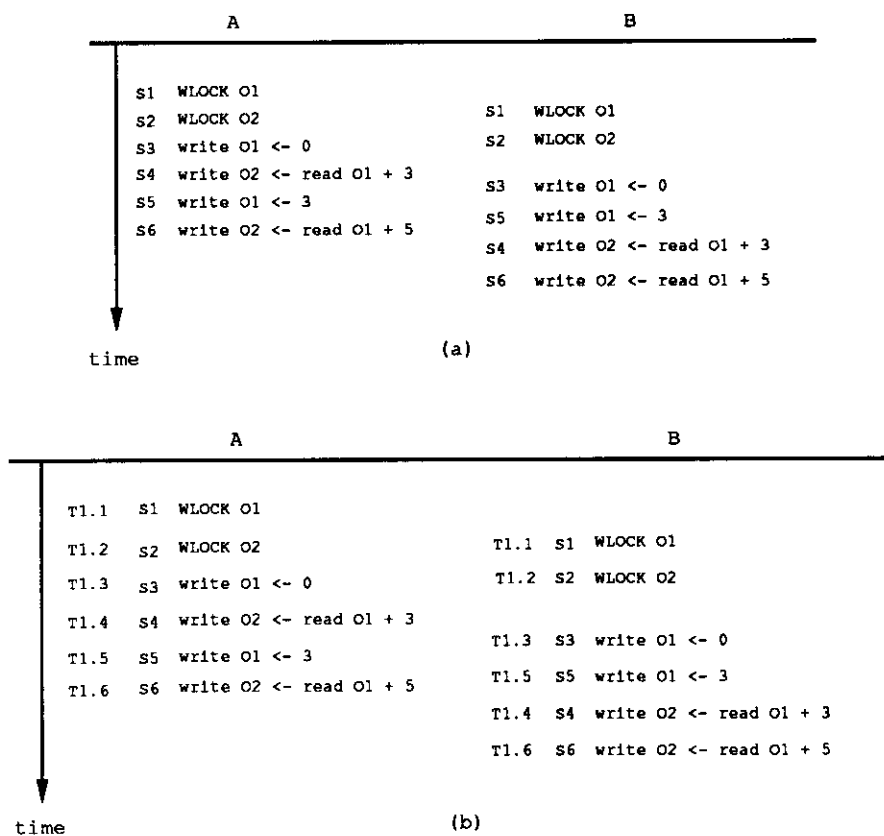 A B
S1 WLOCK O1
S2 WLOCK O2
S3 write O1 <- 0
S4 write O2 <- read O1 + 3
S5 write O1 <- 3
S6 write O2 <- read O1 + 5
S1 WLOCK O1
S2 WLOCK O2
S3 write O1 <- 0
S5 write O1 <- 3
S4 write O2 <- read O1 + 3
S6 write O2 <- read O1 + 5
time
(a)
A B
T1.1 S1 WLOCK O1
T1.2 S2 WLOCK O2
T1.3 S3 write O1 <- 0
T1.4 S4 write O2 <- read O1 + 3
T1.5 S5 write O1 <- 3
T1.6 S6 write O2 <- read O1 + 5
T1.1 S1 WLOCK O1
T1.2 S2 WLOCK O2
T1.3 S3 write O1 <- 0
T1.5 S5 write O1 <- 3
T1.4 S4 write O2 <- read O1 + 3
T1.6 S6 write O2 <- read O1 + 5
time
(b)